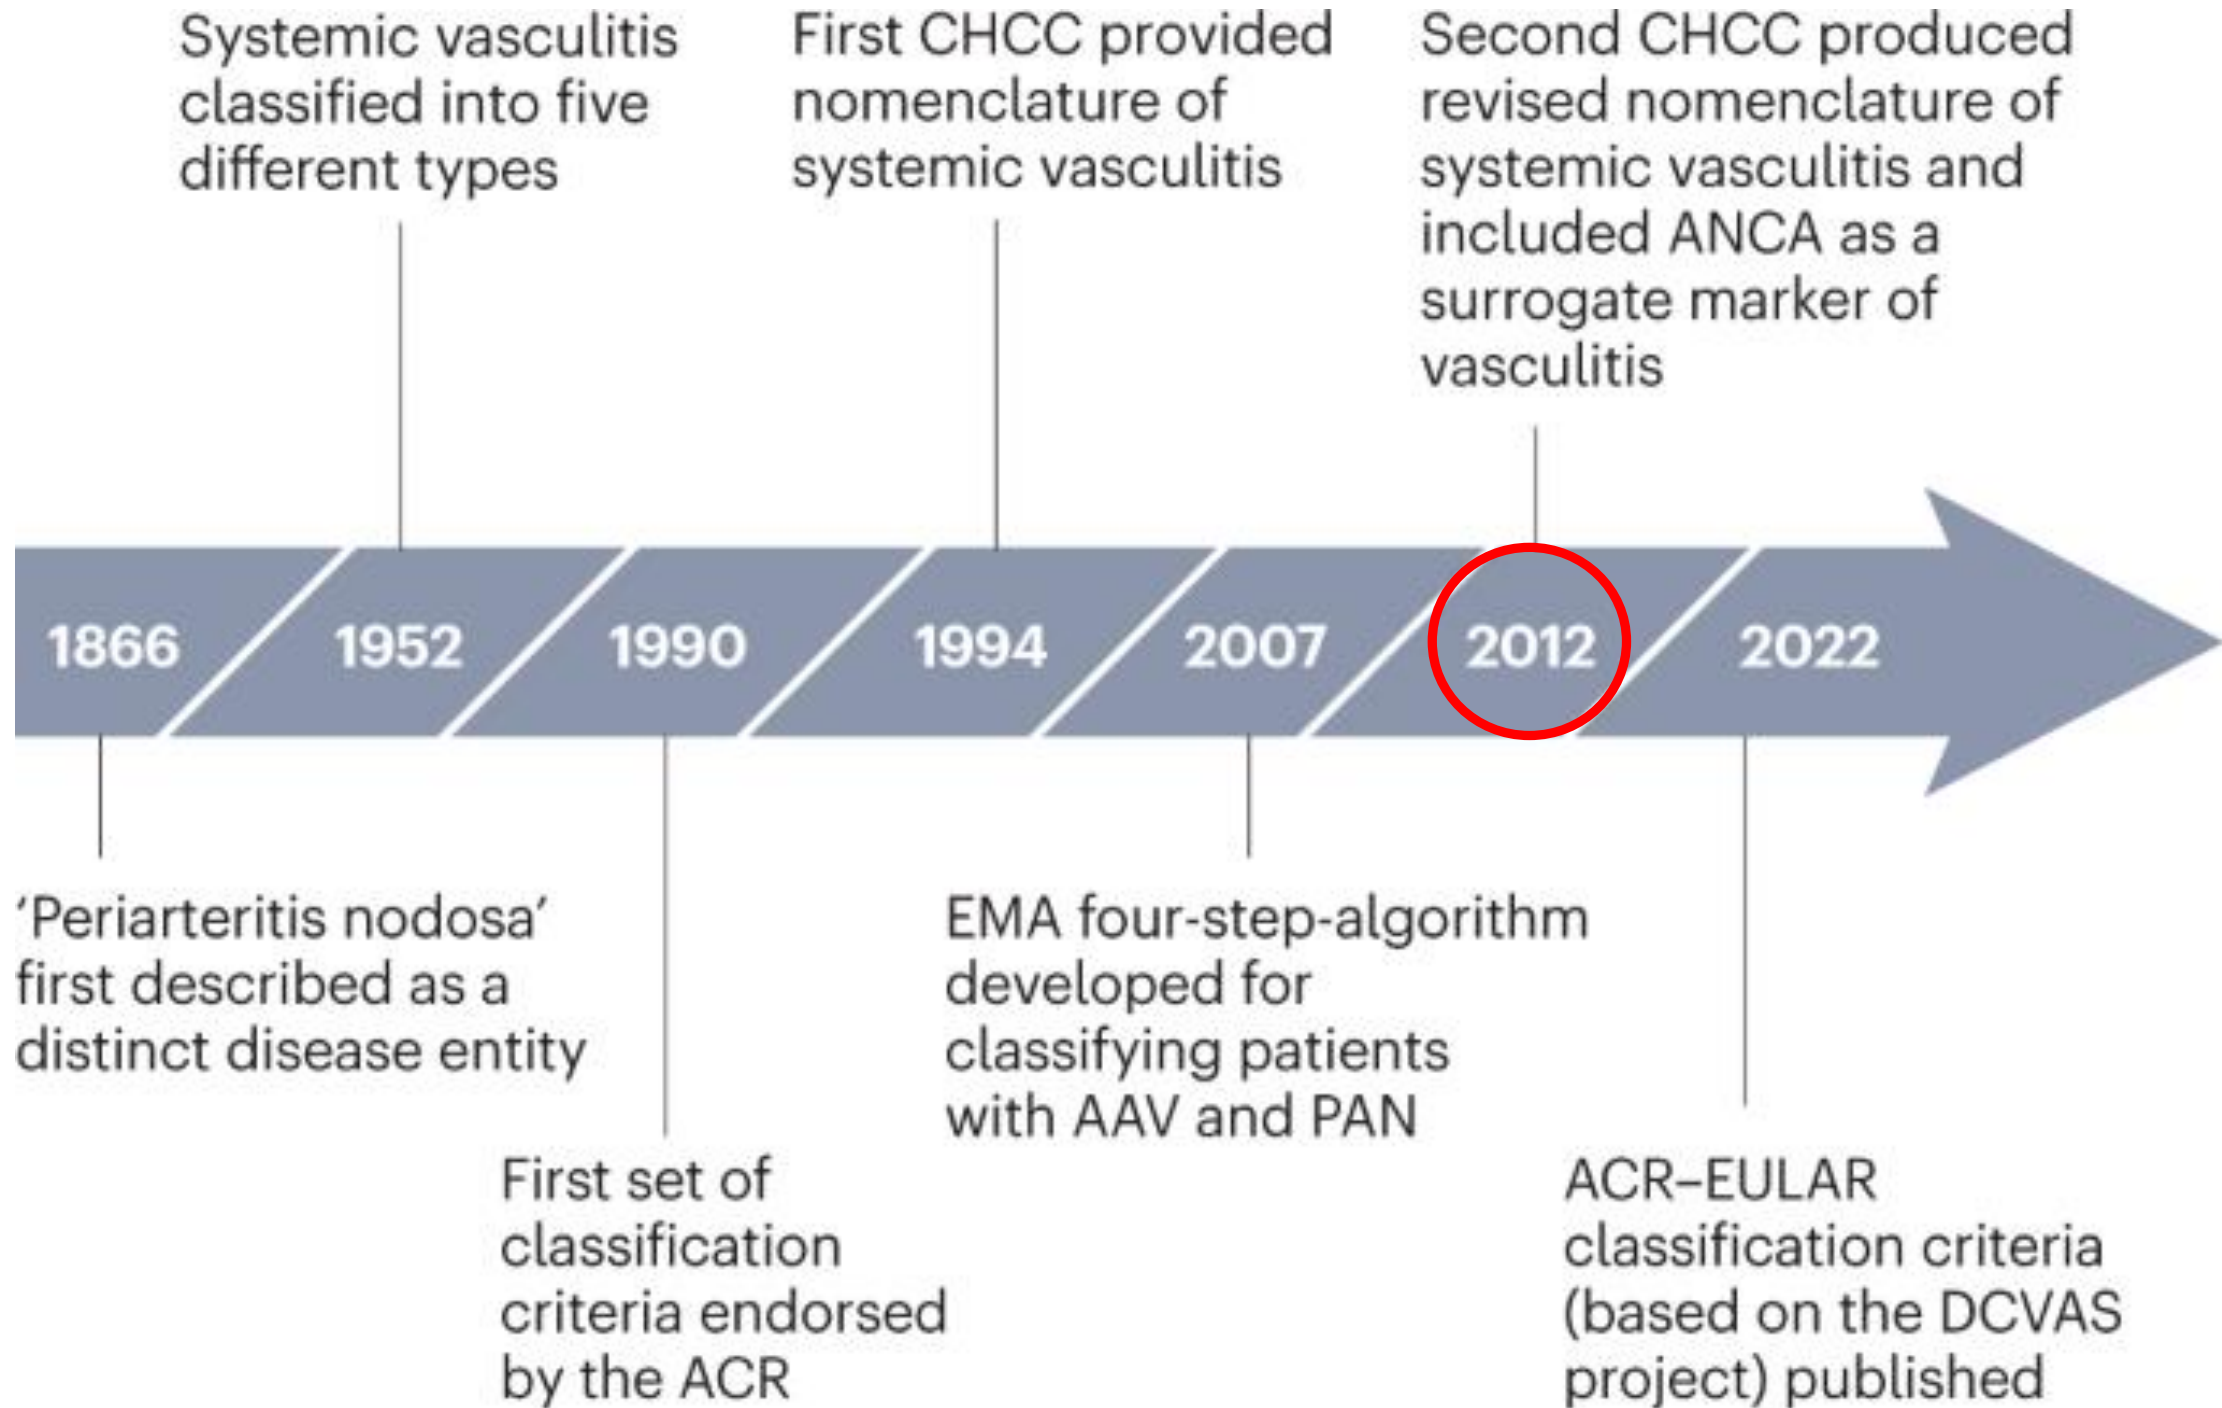 Systemic vasculitis
classified into five
different types
First CHCC provided
nomenclature of
systemic vasculitis
Second CHCC produced
revised nomenclature of
systemic vasculitis and
included ANCA as a
surrogate marker of
vasculitis
1866
1952
1990
1994
2007
2012
2022
‘Periarteritis nodosa’
first described as a
distinct disease entity
First set of
classification
criteria endorsed
by the ACR
EMA four-step-algorithm
developed for
classifying patients
with AAV and PAN
ACR–EULAR
classification criteria
(based on the DCVAS
project) published